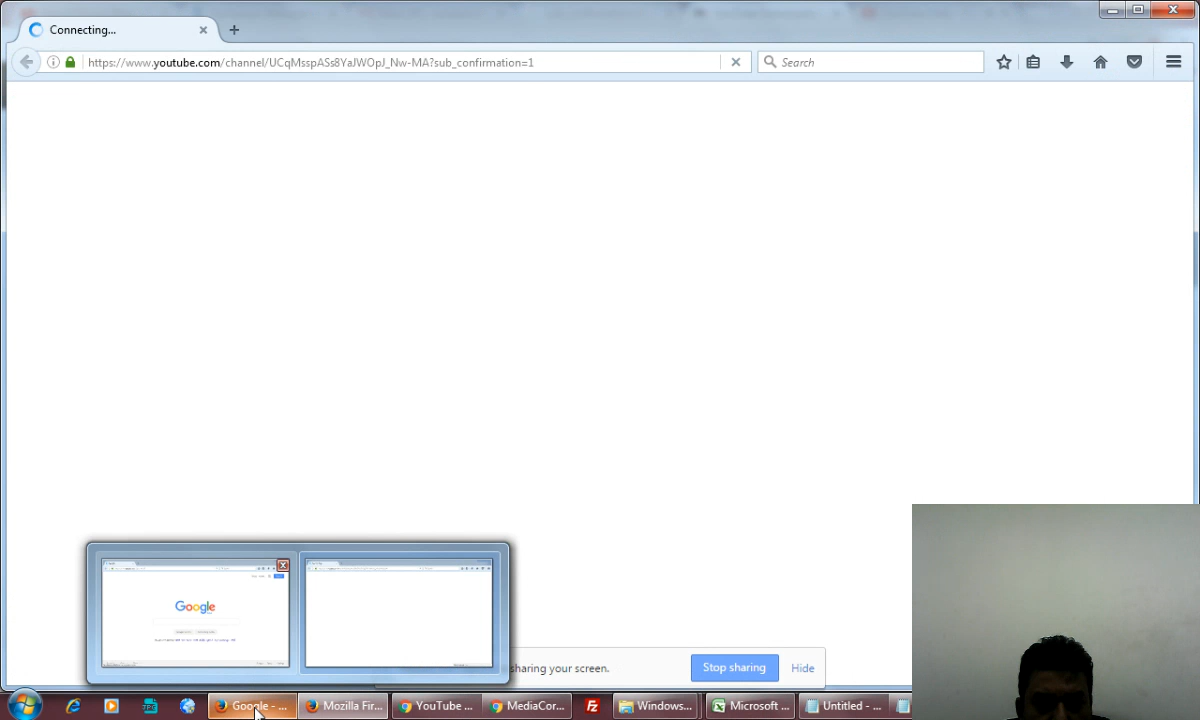 Connecting...
https://www.youtube.com/channel/UCqMsspASs8YaJWOpJ_Nw-MA?sub_confirmation=1
Search
Google
sharing your screen.
Stop sharing
Hide
Google - ...
Mozilla Fir...
YouTube ...
MediaCor...
Fz
Windows...
Microsoft ...
Untitled - ...